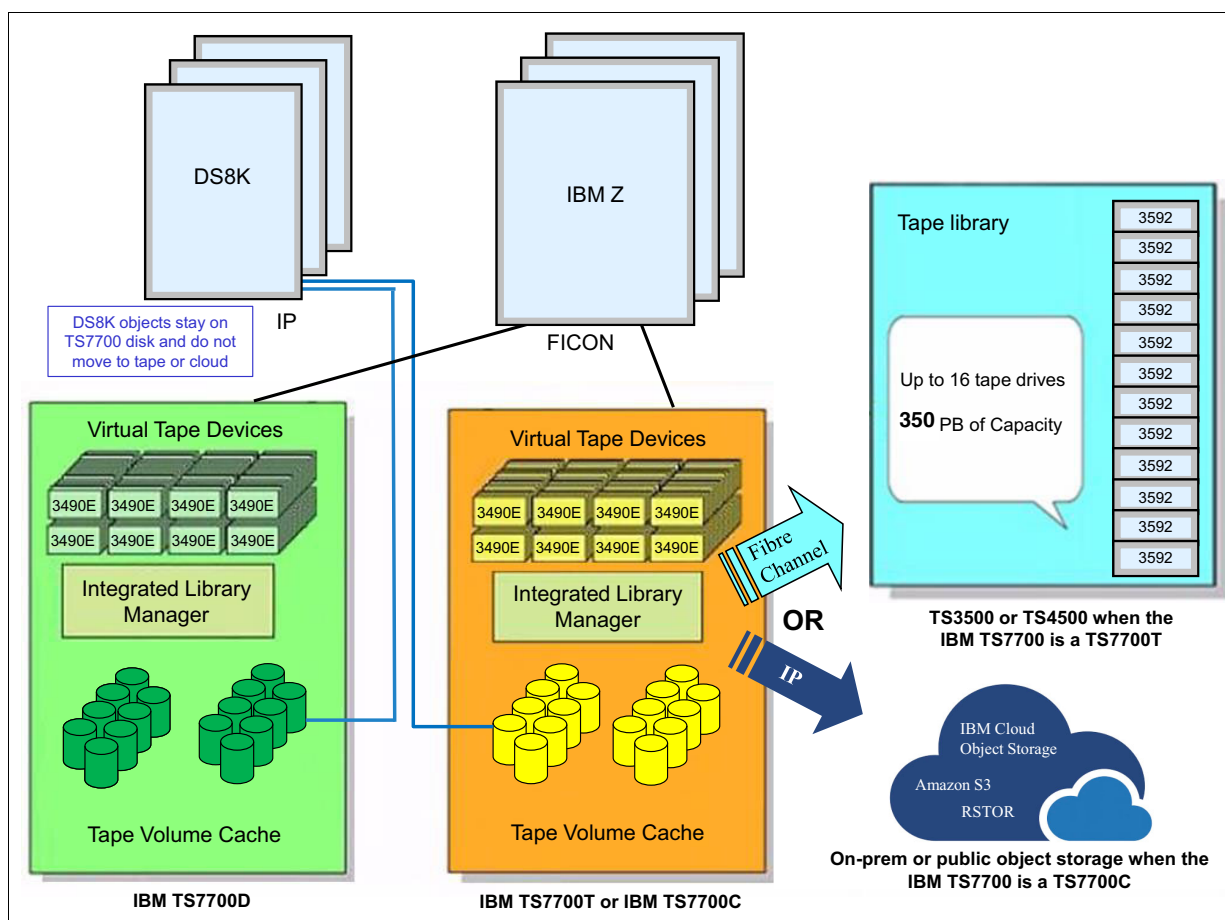 DS8K
IBM Z
IP
FICON
DS8K objects stay on
TS7700 disk and do not
move to tape or cloud
Virtual Tape Devices
3490E 3490E 3490E 3490E
3490E 3490E 3490E 3490E
Integrated Library
Manager
Tape Volume Cache
IBM TS7700D
Virtual Tape Devices
3490E 3490E 3490E 3490E
3490E 3490E 3490E 3490E
Integrated Library
Manager
Tape Volume Cache
IBM TS7700T or IBM TS7700C
Fibre
Channel
OR
IP
Tape library
Up to 16 tape drives
350 PB of Capacity
3592
3592
3592
3592
3592
3592
3592
3592
3592
3592
3592
3592
TS3500 or TS4500 when the
IBM TS7700 is a TS7700T
IBM Cloud
Object Storage
Amazon S3
RSTOR
On-prem or public object storage when the
IBM TS7700 is a TS7700C